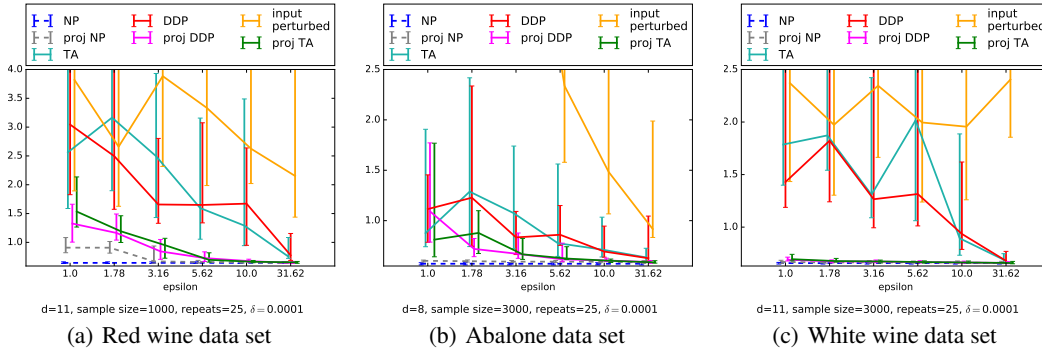 NP
proj NP
TA
DDP
proj DDP
input perturbed
proj TA
4.0
3.5
3.0
2.5
2.0
1.5
1.0
1.0 1.78 3.16 5.62 10.0 31.62
epsilon
d=11, sample size=1000, repeats=25, δ=0.0001
(a) Red wine data set
NP
proj NP
TA
DDP
proj DDP
input perturbed
proj TA
2.5
2.0
1.5
1.0
1.0 1.78 3.16 5.62 10.0 31.62
epsilon
d=8, sample size=3000, repeats=25, δ=0.0001
(b) Abalone data set
NP
proj NP
TA
DDP
proj DDP
input perturbed
proj TA
2.5
2.0
1.5
1.0
1.0 1.78 3.16 5.62 10.0 31.62
epsilon
d=11, sample size=3000, repeats=25, δ=0.0001
(c) White wine data set